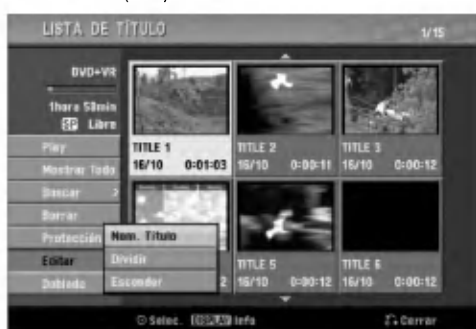 LISTA DE TÍTULO
1/15
DVD+VR
1hora 50min
SP Libre
Play
Mostrar Todo
Buscar >
Borrar
Protección
Editar
Doblado
Nom. Título
Dividir
Esconder
TITLE 1
16/10 0:01:03
TITLE 2
16/10 0:00:11
TITLE 3
16/10 0:00:12
2
TITLE 5
16/10 0:00:12
TITLE 6
16/10 0:00:12
Selec. DISPLAY Info
Cerrar